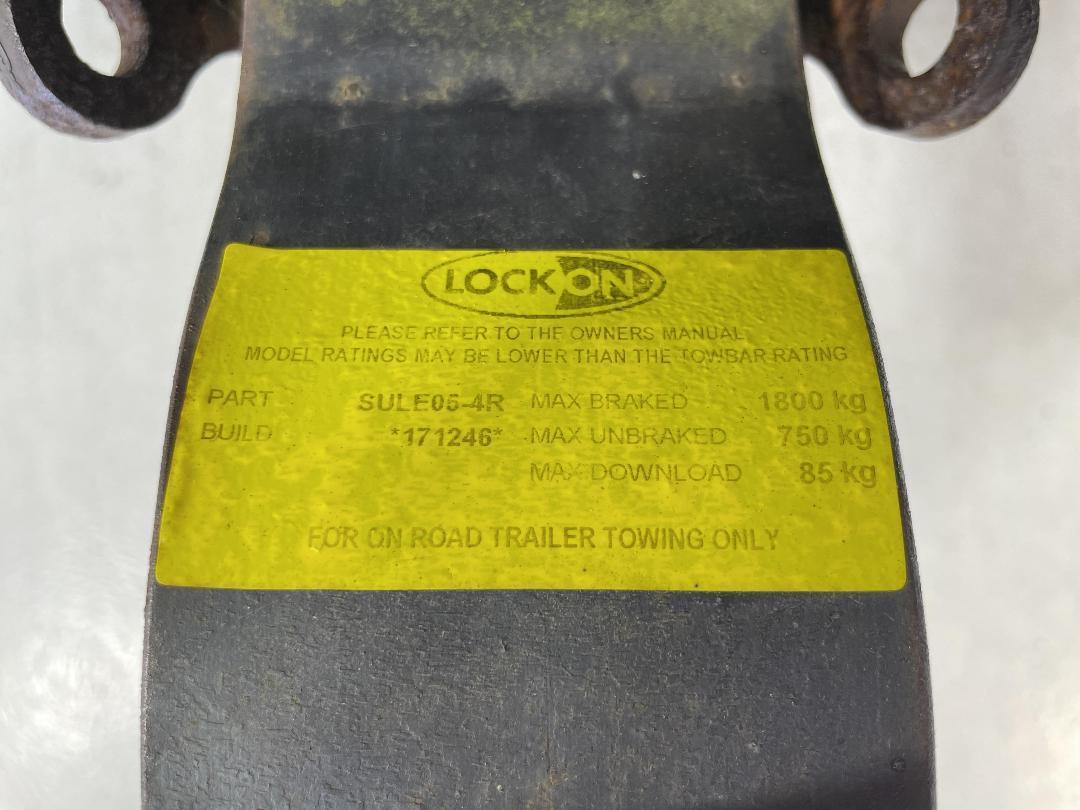 LOCKON
PLEASE REFER TO THE OWNERS MANUAL
MODEL RATINGS MAY BE LOWER THAN THE TOWBAR RATING
PART SULE05-4R MAX BRAKED 1800 kg
BUILD *171246* MAX UNBRAKED 750 kg
MAX DOWNLOAD 85 kg
FOR ON ROAD TRAILER TOWING ONLY